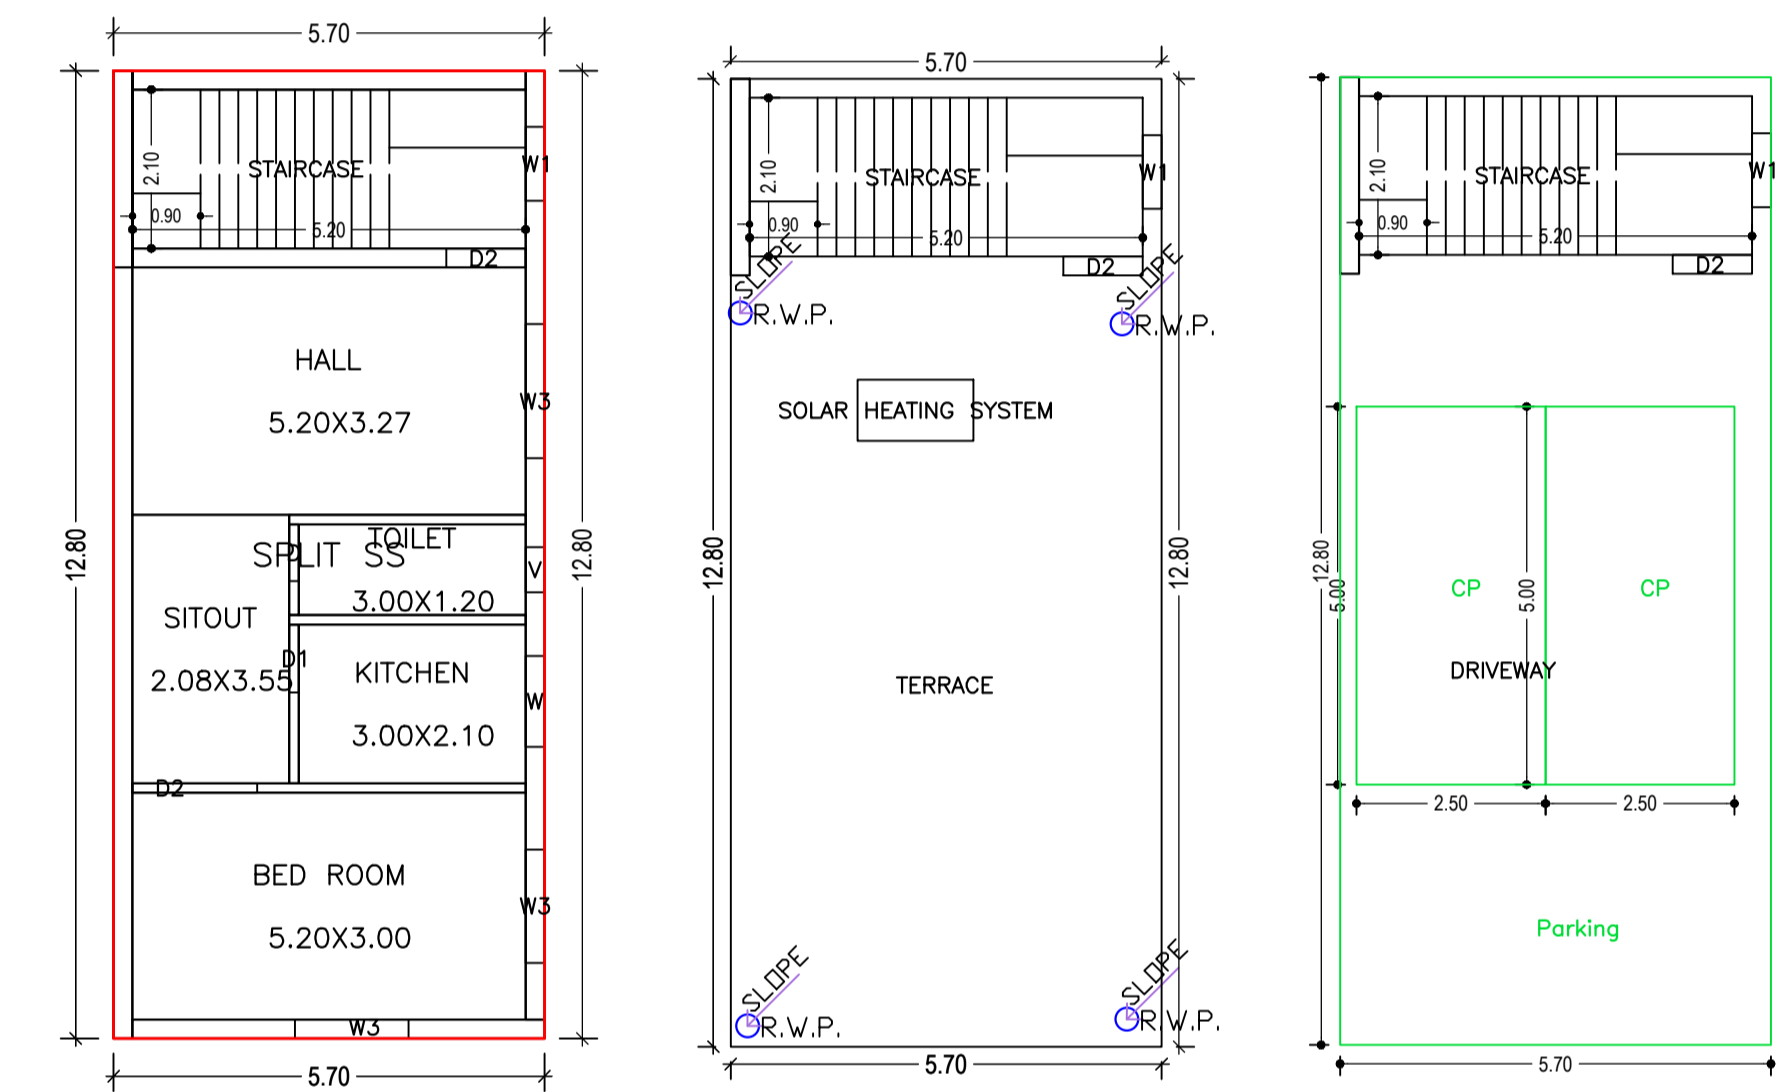 5.70
12.80
12.80
2.10
STAIRCASE
W1
0.90
5.20
D2
HALL
5.20X3.27
W3
TOILET
SPLIT SS
D
V
3.00X1.20
SITOUT
2.08X3.55
D1
KITCHEN
3.00X2.10
W
D2
BED ROOM
5.20X3.00
W3
W3
5.70
5.70
12.80
12.80
2.10
STAIRCASE
W1
0.90
5.20
D2
SLOPE
R.W.P.
SLOPE
R.W.P.
SOLAR HEATING SYSTEM
TERRACE
SLOPE
R.W.P.
SLOPE
R.W.P.
5.70
12.80
2.10
STAIRCASE
W1
0.90
5.20
D2
5.00
5.00
CP
CP
DRIVEWAY
2.50
2.50
Parking
5.70